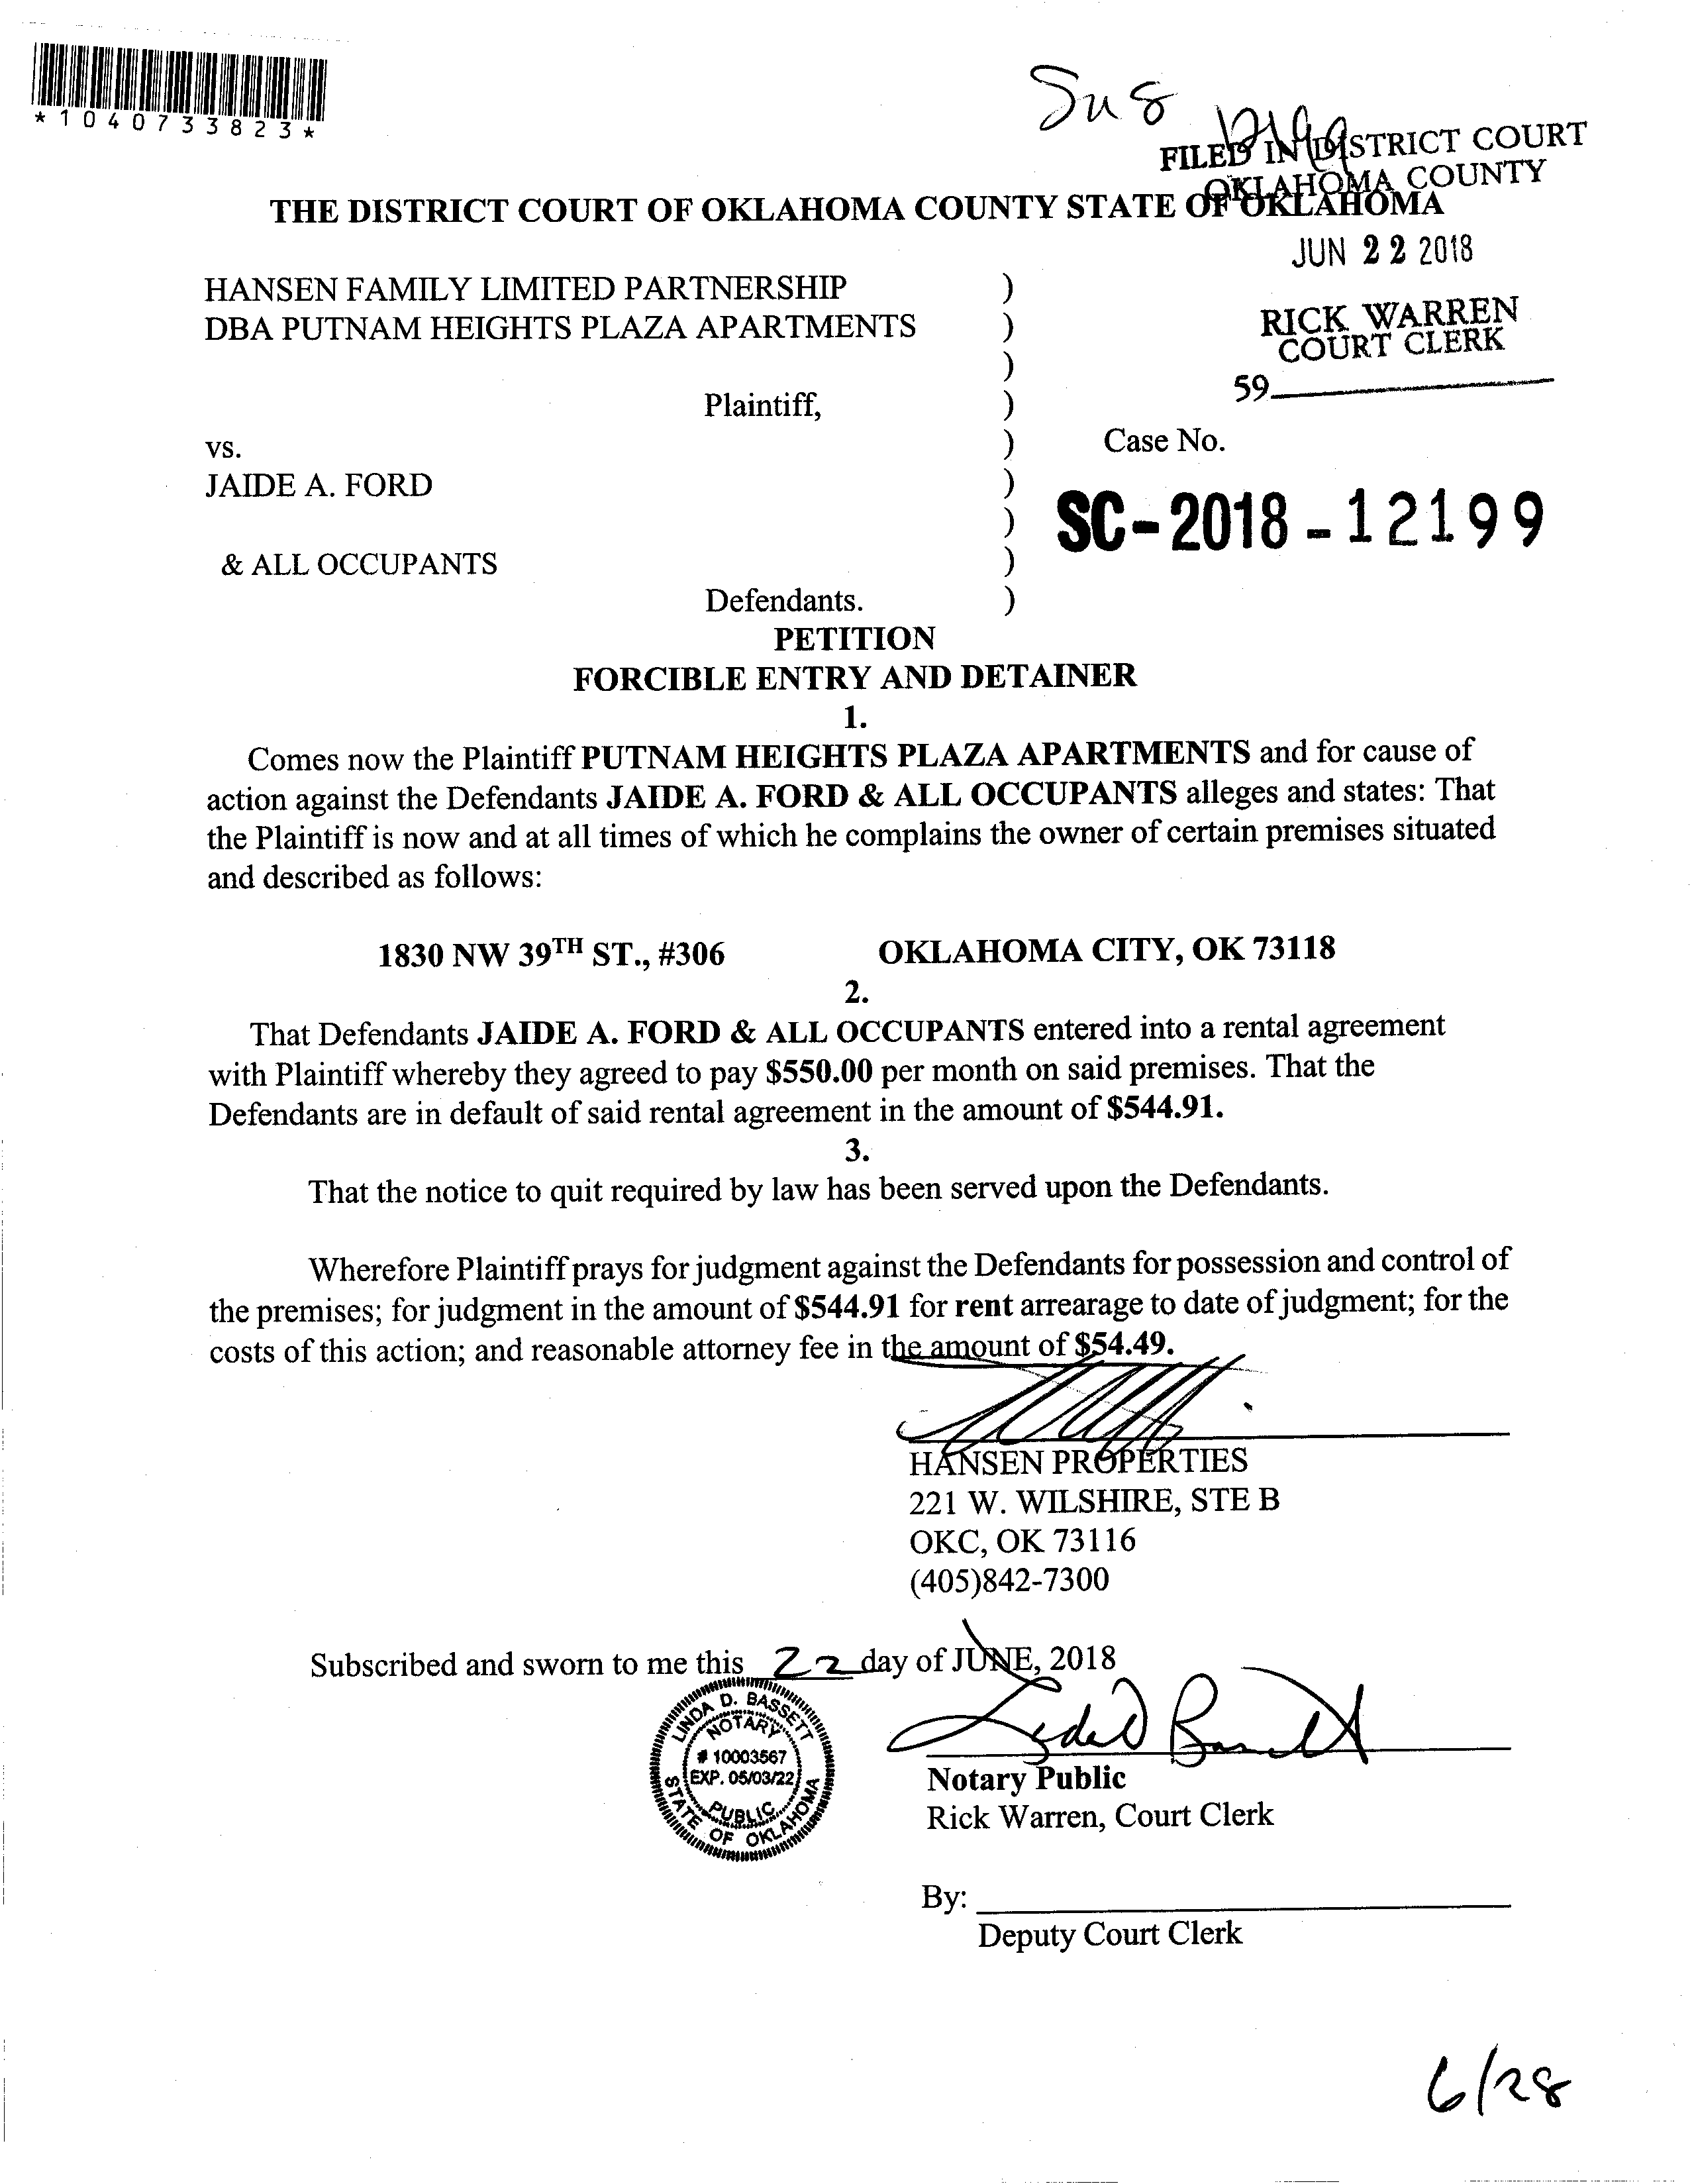 *1040733823*
FILED IN DISTRICT COURT
OKLAHOMA COUNTY
THE DISTRICT COURT OF OKLAHOMA COUNTY STATE OF OKLAHOMA
JUN 22 2018
HANSEN FAMILY LIMITED PARTNERSHIP )
DBA PUTNAM HEIGHTS PLAZA APARTMENTS )
RICK WARREN
COURT CLERK
)
59
Plaintiff, )
vs. ) Case No.
JAIDE A. FORD )
) SC-2018-12199
& ALL OCCUPANTS )
Defendants. )
PETITION
FORCIBLE ENTRY AND DETAINER
1.
Comes now the Plaintiff PUTNAM HEIGHTS PLAZA APARTMENTS and for cause of
action against the Defendants JAIDE A. FORD & ALL OCCUPANTS alleges and states: That
the Plaintiff is now and at all times of which he complains the owner of certain premises situated
and described as follows:
1830 NW 39TH ST., #306 OKLAHOMA CITY, OK 73118
2.
That Defendants JAIDE A. FORD & ALL OCCUPANTS entered into a rental agreement
with Plaintiff whereby they agreed to pay $550.00 per month on said premises. That the
Defendants are in default of said rental agreement in the amount of $544.91.
3.
That the notice to quit required by law has been served upon the Defendants.
Wherefore Plaintiff prays for judgment against the Defendants for possession and control of
the premises; for judgment in the amount of $544.91 for rent arrearage to date of judgment; for the
costs of this action; and reasonable attorney fee in the amount of $54.49.
HANSEN PROPERTIES
221 W. WILSHIRE, STE B
OKC, OK 73116
(405)842-7300
Subscribed and sworn to me this 22 day of JUNE, 2018
LINDA D. BASSETT
NOTARY
# 10003567
EXP. 05/03/22
PUBLIC
STATE OF OKLAHOMA
Notary Public
Rick Warren, Court Clerk
By:
Deputy Court Clerk
6/28